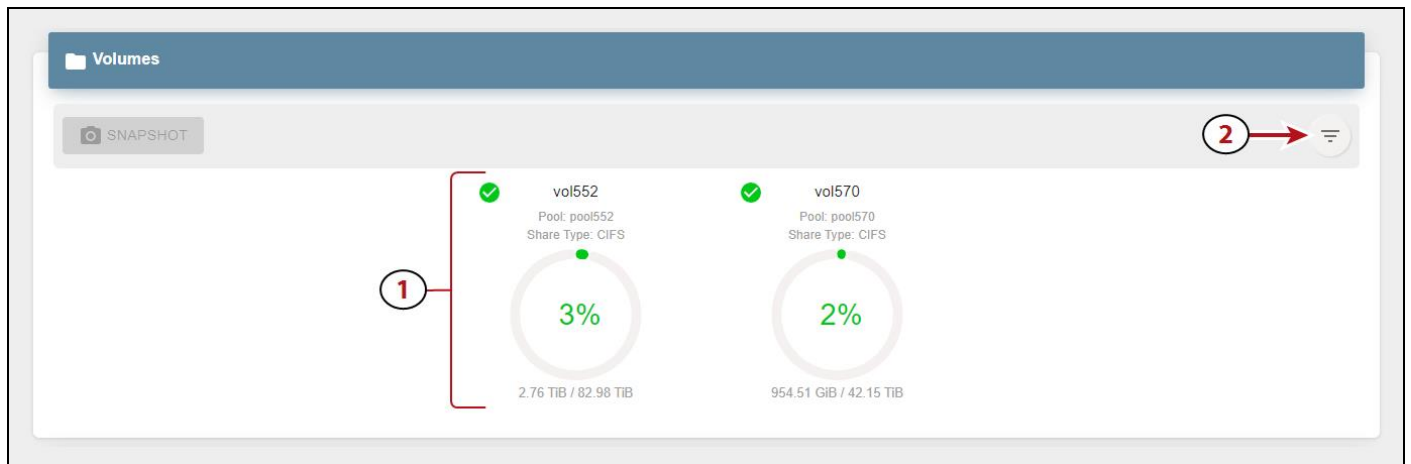 Volumes
SNAPSHOT
2
vol552
vol570
Pool: pool552
Pool: pool570
Share Type: CIFS
Share Type: CIFS
1
3%
2%
2.76 TiB / 82.98 TiB
954.51 GiB / 42.15 TiB